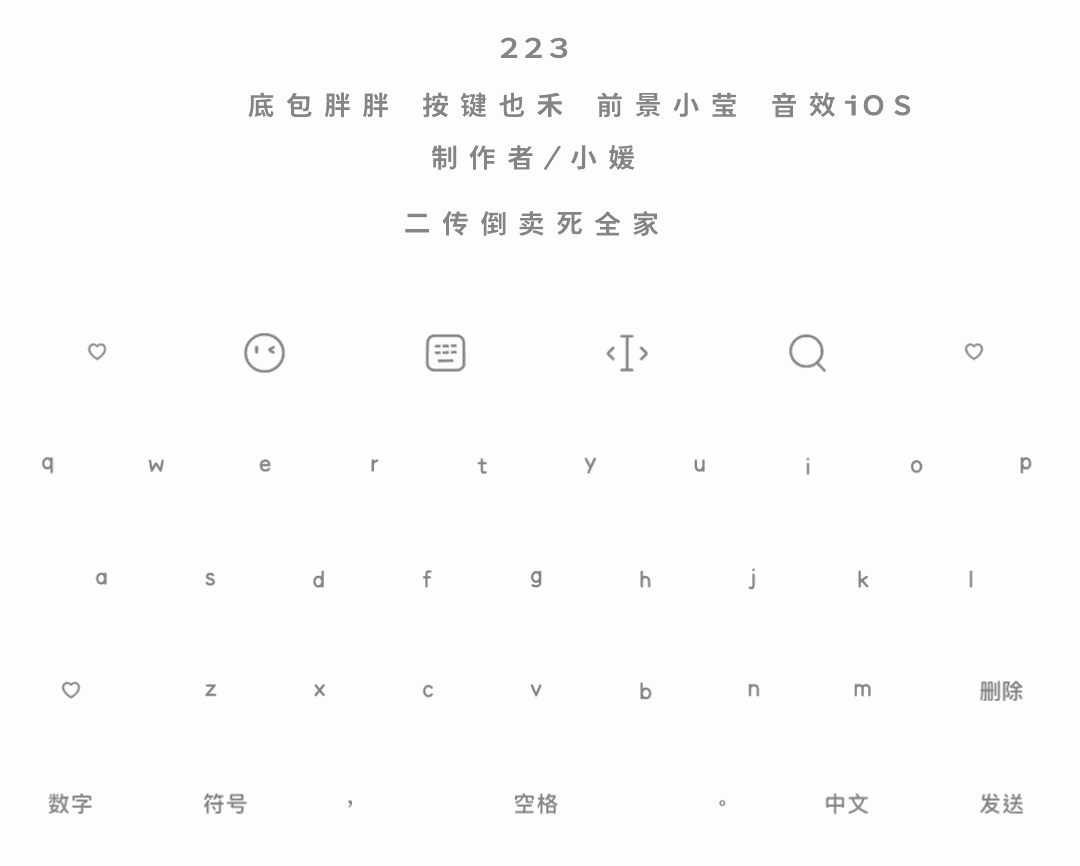 223
底包胖胖 按键也禾 前景小莹 音效iOS
制作者/小媛
二传倒卖死全家
q w e r t y u i o p
a s d f g h j k l
z x c v b n m 删除
数字 符号 ， 空格 。 中文 发送